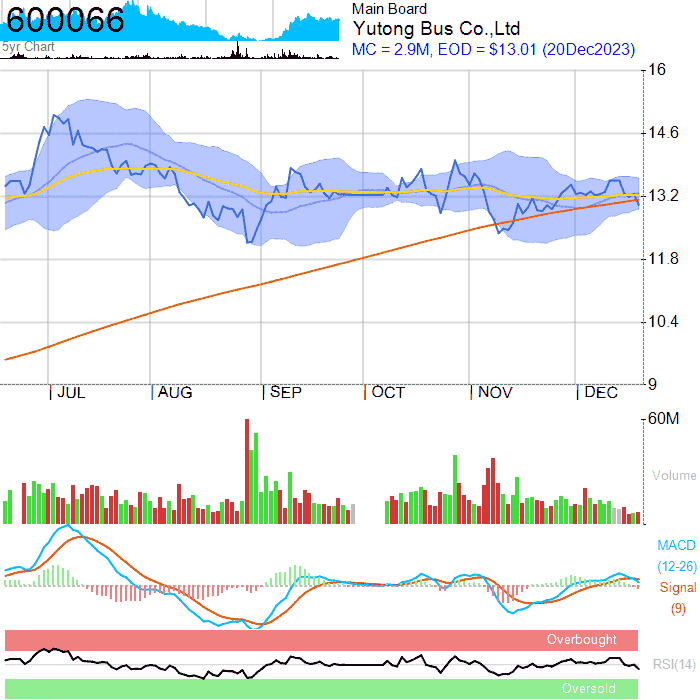 600066
5yr Chart
Main Board
Yutong Bus Co.,Ltd
MC = 2.9M, EOD = $13.01 (20Dec2023)
16
14.6
13.2
11.8
10.4
9
JUL AUG SEP OCT NOV DEC
60M
Volume
MACD
(12-26)
Signal
(9)
Overbought
RSI(14)
Oversold